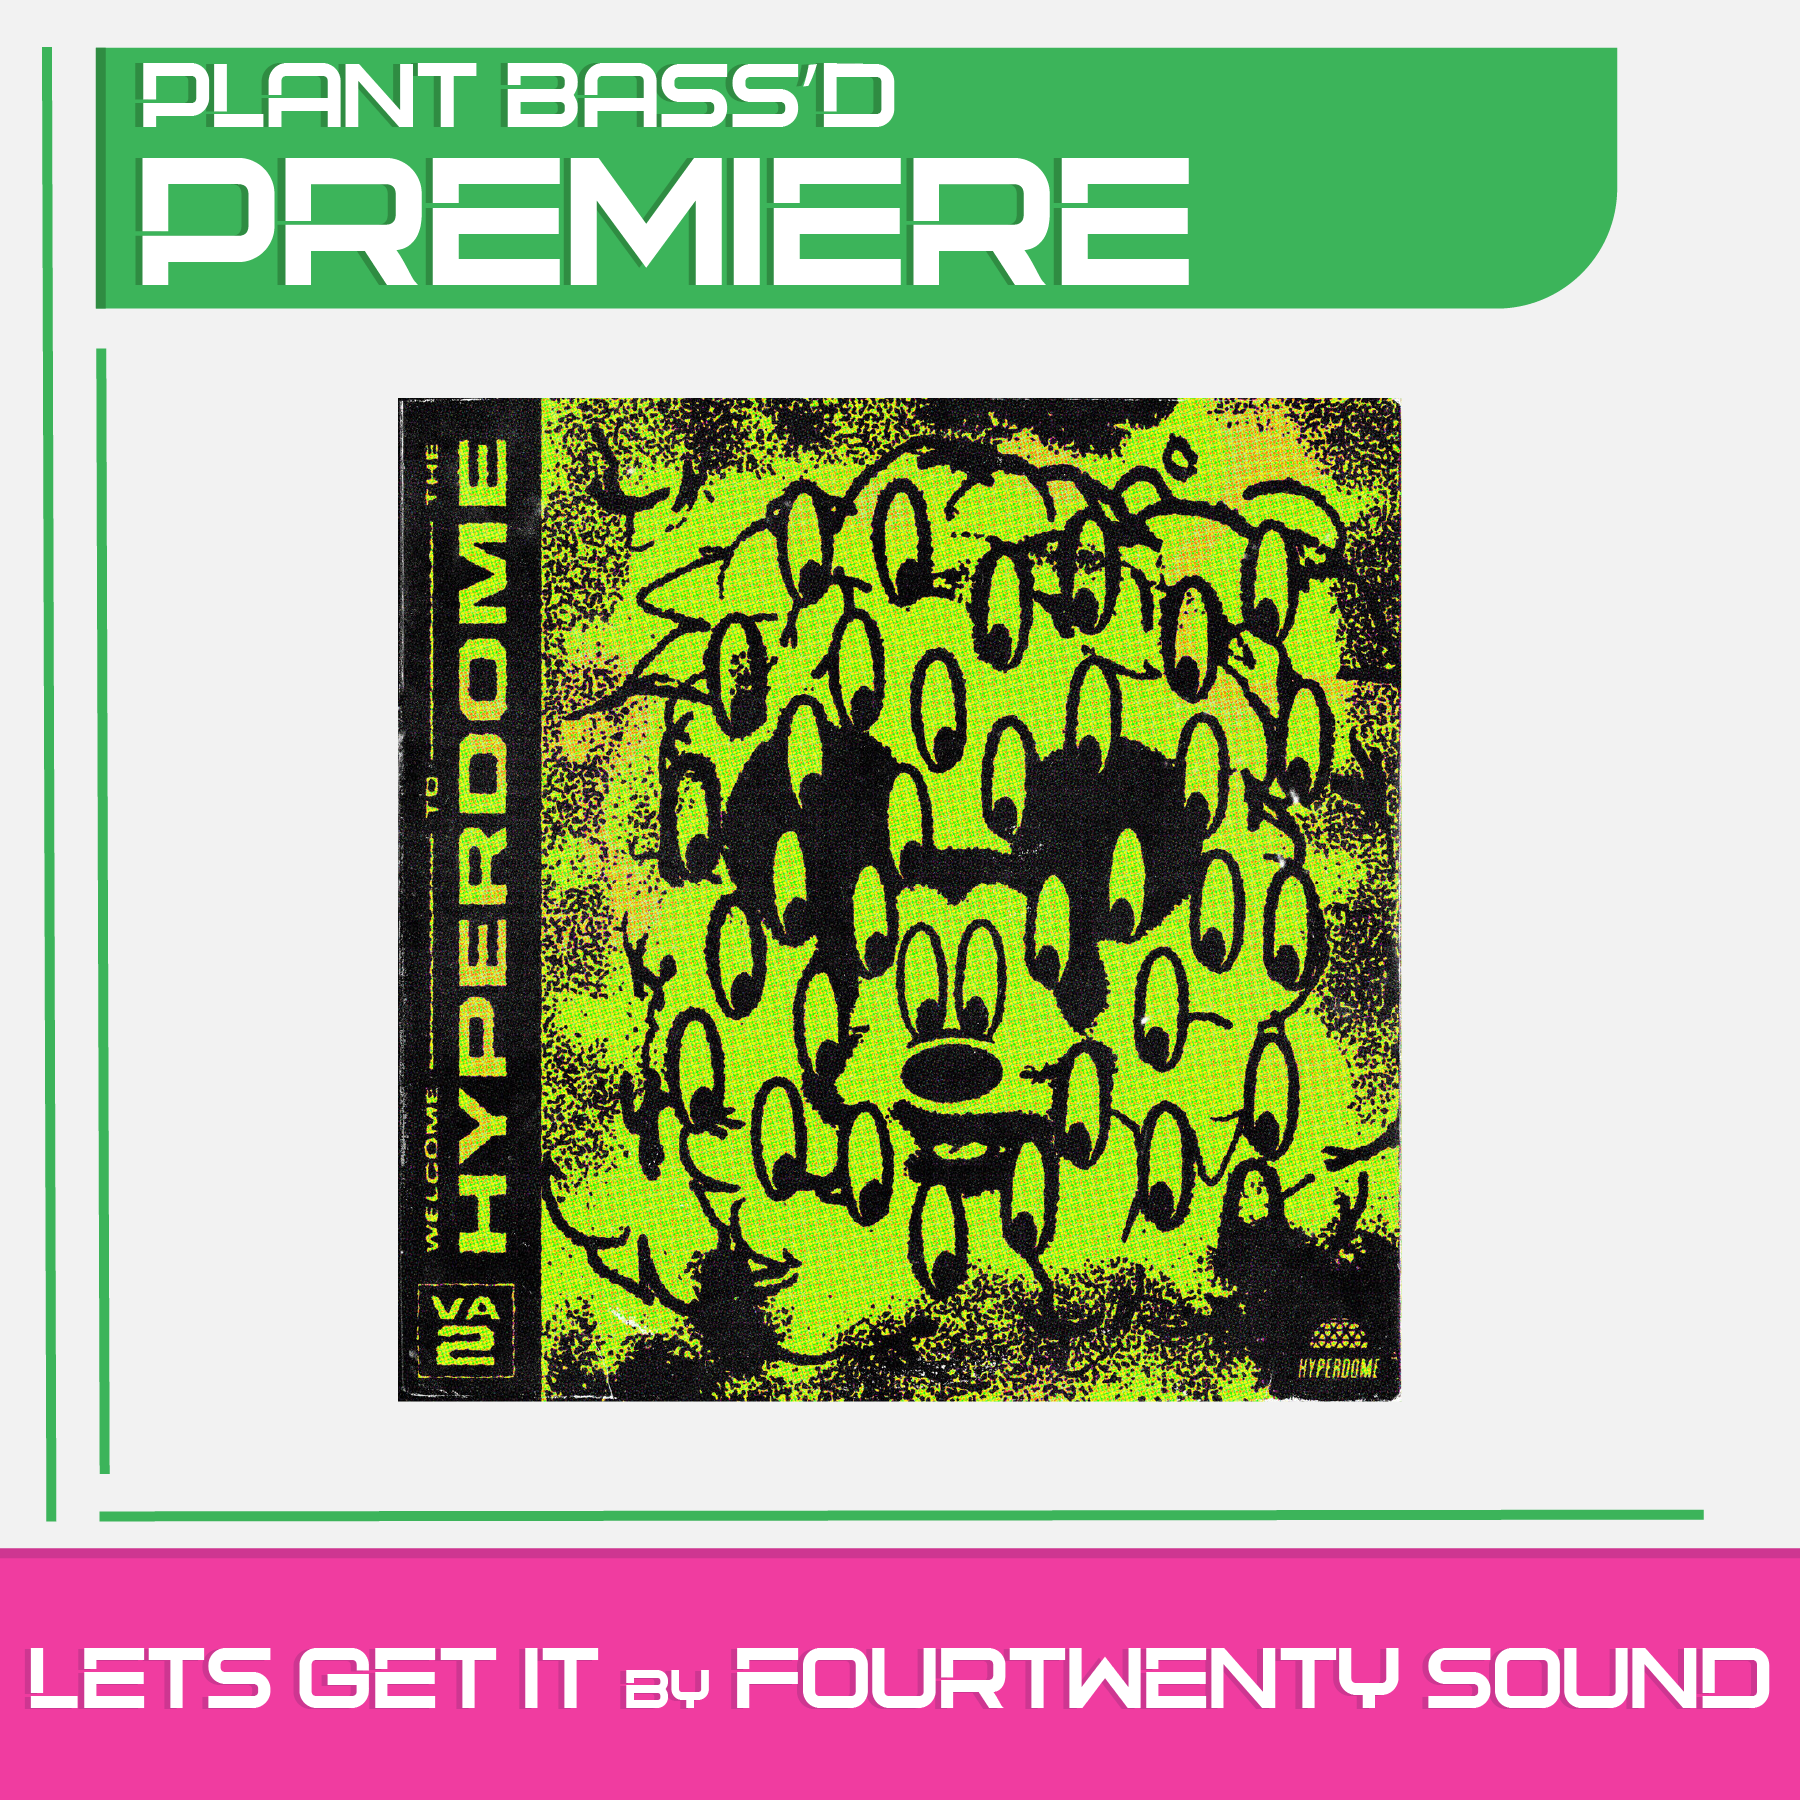 PLANT BASS'D
PREMIERE
WELCOME TO THE
HYPERDOME
VA
2
HYPERDOME
LETS GET IT BY FOURTWENTY SOUND